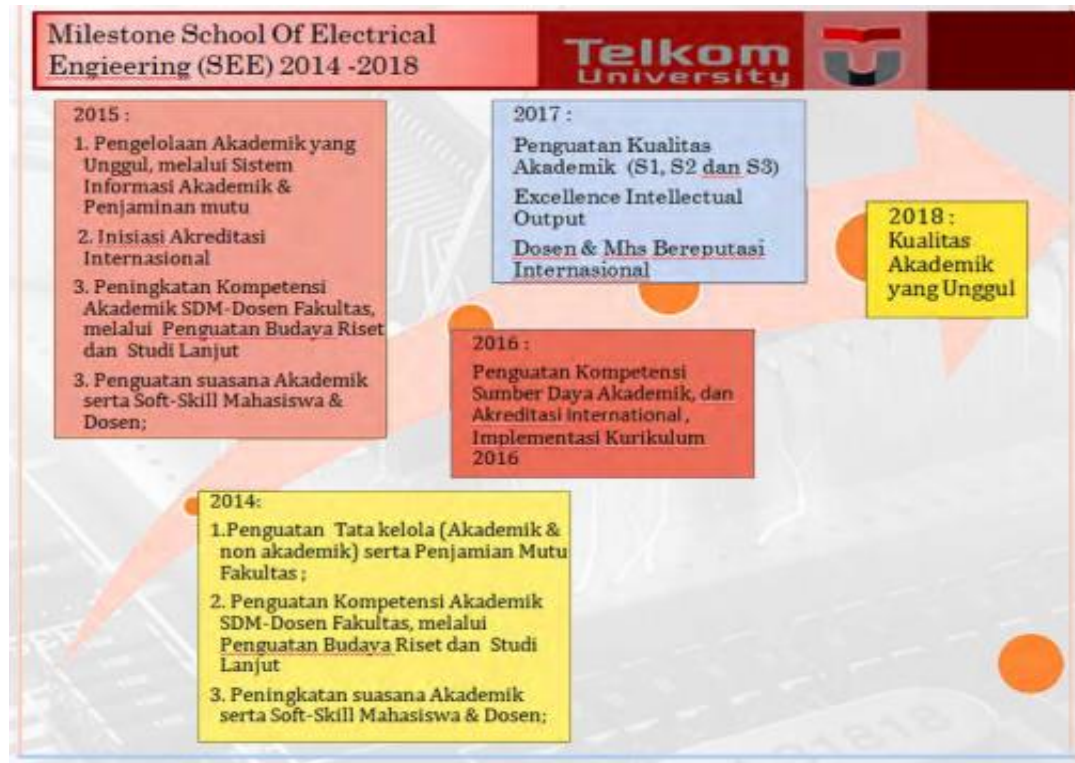 Milestone School Of Electrical
Engieering (SEE) 2014 -2018
Telkom
University
2015 :
1. Pengelolaan Akademik yang
Unggul, melalui Sistem
Informasi Akademik &
Penjaminan mutu
2. Inisiasi Akreditasi
Internasional
3. Peningkatan Kompetensi
Akademik SDM-Dosen Fakultas,
melalui Penguatan Budaya Riset
dan Studi Lanjut
3. Penguatan suasana Akademik
serta Soft-Skill Mahasiswa &
Dosen;
2017 :
Penguatan Kualitas
Akademik (S1, S2 dan S3)
Excellence Intellectual
Output
Dosen & Mhs Bereputasi
Internasional
2018 :
Kualitas
Akademik
yang Unggul
2016 :
Penguatan Kompetensi
Sumber Daya Akademik, dan
Akreditasi International,
Implementasi Kurikulum
2016
2014:
1.Penguatan Tata kelola (Akademik &
non akademik) serta Penjamian Mutu
Fakultas ;
2. Penguatan Kompetensi Akademik
SDM-Dosen Fakultas, melalui
Penguatan Budaya Riset dan Studi
Lanjut
3. Peningkatan suasana Akademik
serta Soft-Skill Mahasiswa & Dosen;